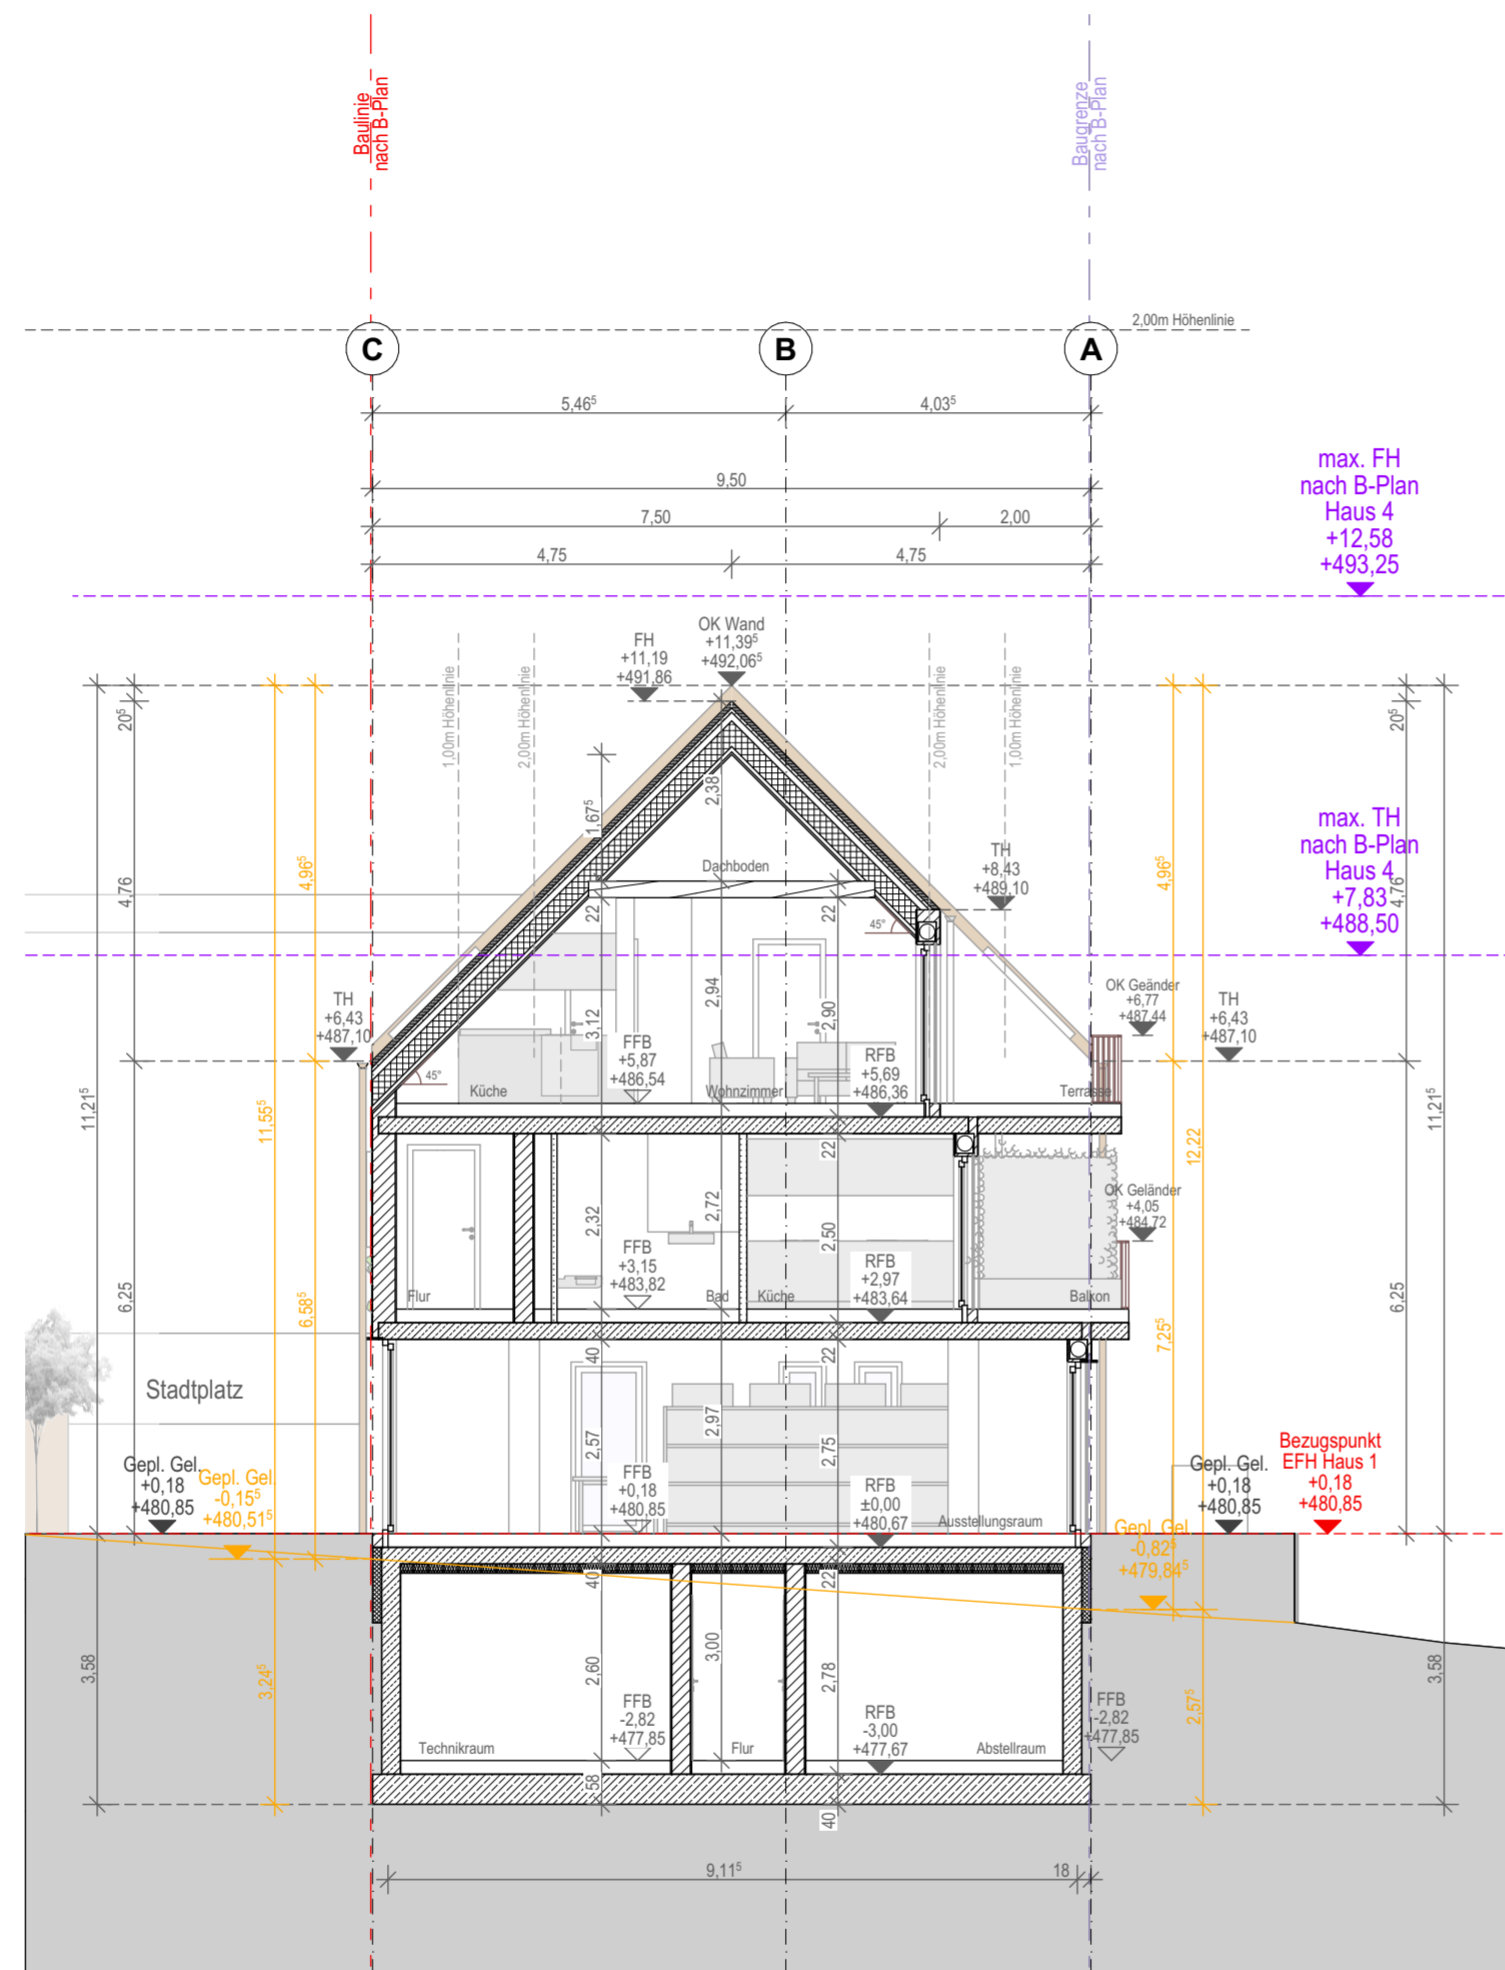 Baulinie
nach B-Plan
Baugrenze
nach B-Plan
2,00m Höhenlinie
C
B
A
5,46⁵
4,03⁵
9,50
7,50
2,00
4,75
4,75
max. FH
nach B-Plan
Haus 4
+12,58
+493,25
FH
+11,19
+491,86
OK Wand
+11,39⁵
+492,06⁵
1,00m Höhenlinie
2,00m Höhenlinie
2,00m Höhenlinie
1,00m Höhenlinie
20⁵
20⁵
4,76
4,96⁵
1,67⁵
2,38
Dachboden
TH
+8,43
+489,10
4,96⁵
4,76
max. TH
nach B-Plan
Haus 4
+7,83
+488,50
22
22
45°
TH
+6,43
+487,10
3,12
2,94
2,90
FFB
+5,87
+486,54
RFB
+5,69
+486,36
OK Geänder
+6,77
+487,44
TH
+6,43
+487,10
45°
Küche
Wohnzimmer
Terrasse
11,21⁵
11,55⁵
12,22
11,21⁵
22
2,32
2,72
2,50
OK Geländer
+4,05
+484,72
FFB
+3,15
+483,82
RFB
+2,97
+483,64
Flur
Bad
Küche
Balkon
6,25
6,58⁵
7,25⁵
6,25
40
22
Stadtplatz
2,57
2,97
2,75
Gepl. Gel.
+0,18
+480,85
Gepl. Gel.
-0,15⁵
+480,51⁵
FFB
+0,18
+480,85
RFB
±0,00
+480,67
Ausstellungsraum
Gepl. Gel.
+0,18
+480,85
Bezugspunkt
EFH Haus 1
+0,18
+480,85
Gepl. Gel.
-0,82⁵
+479,84⁵
40
22
3,58
3,24⁵
2,60
3,00
2,78
2,57⁵
3,58
FFB
-2,82
+477,85
RFB
-3,00
+477,67
FFB
-2,82
+477,85
Technikraum
Flur
Abstellraum
58
40
9,11⁵
18